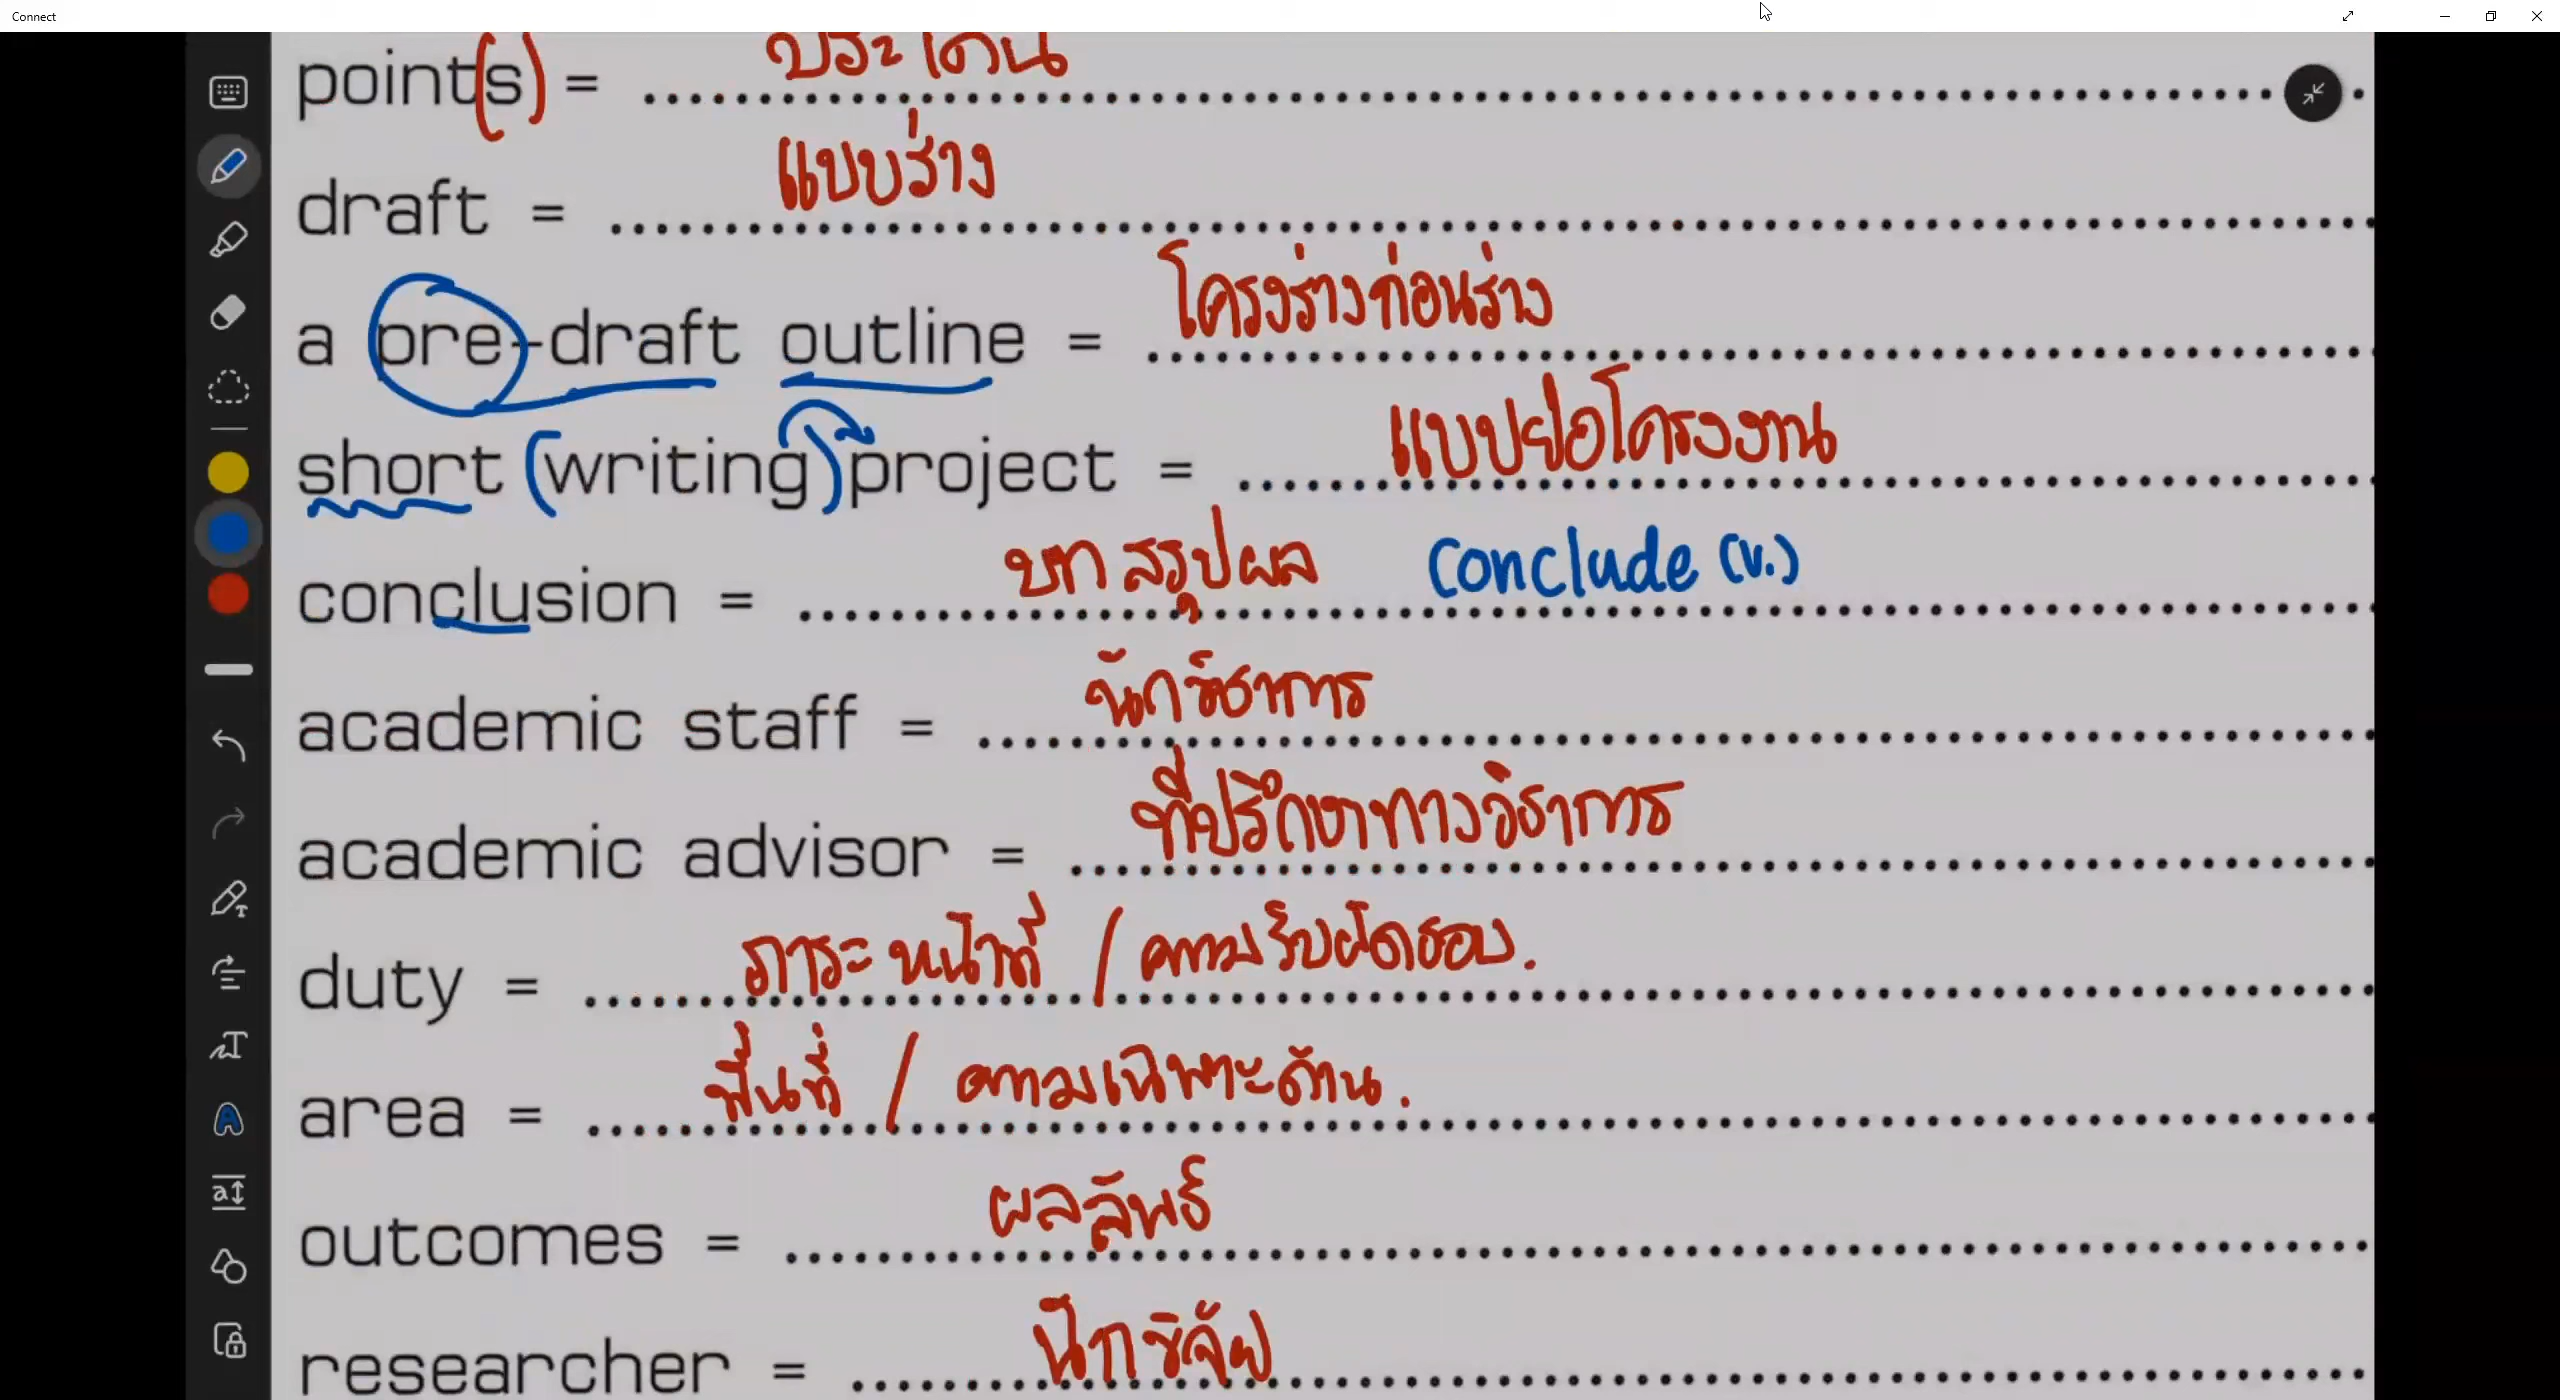 Connect
point(s) = ประเด็น
draft = แบบร่าง
a pre-draft outline = โครงร่างก่อนร่าง
short (writing) project = แบบย่อโครงงาน
conclusion = บทสรุปผล conclude (v.)
academic staff = นักวิชาการ
academic advisor = ที่ปรึกษาทางวิชาการ
duty = ภาระหน้าที่ / ความรับผิดชอบ.
area = พื้นที่ / ความเฉพาะด้าน.
outcomes = ผลลัพธ์
researcher = นักวิจัย